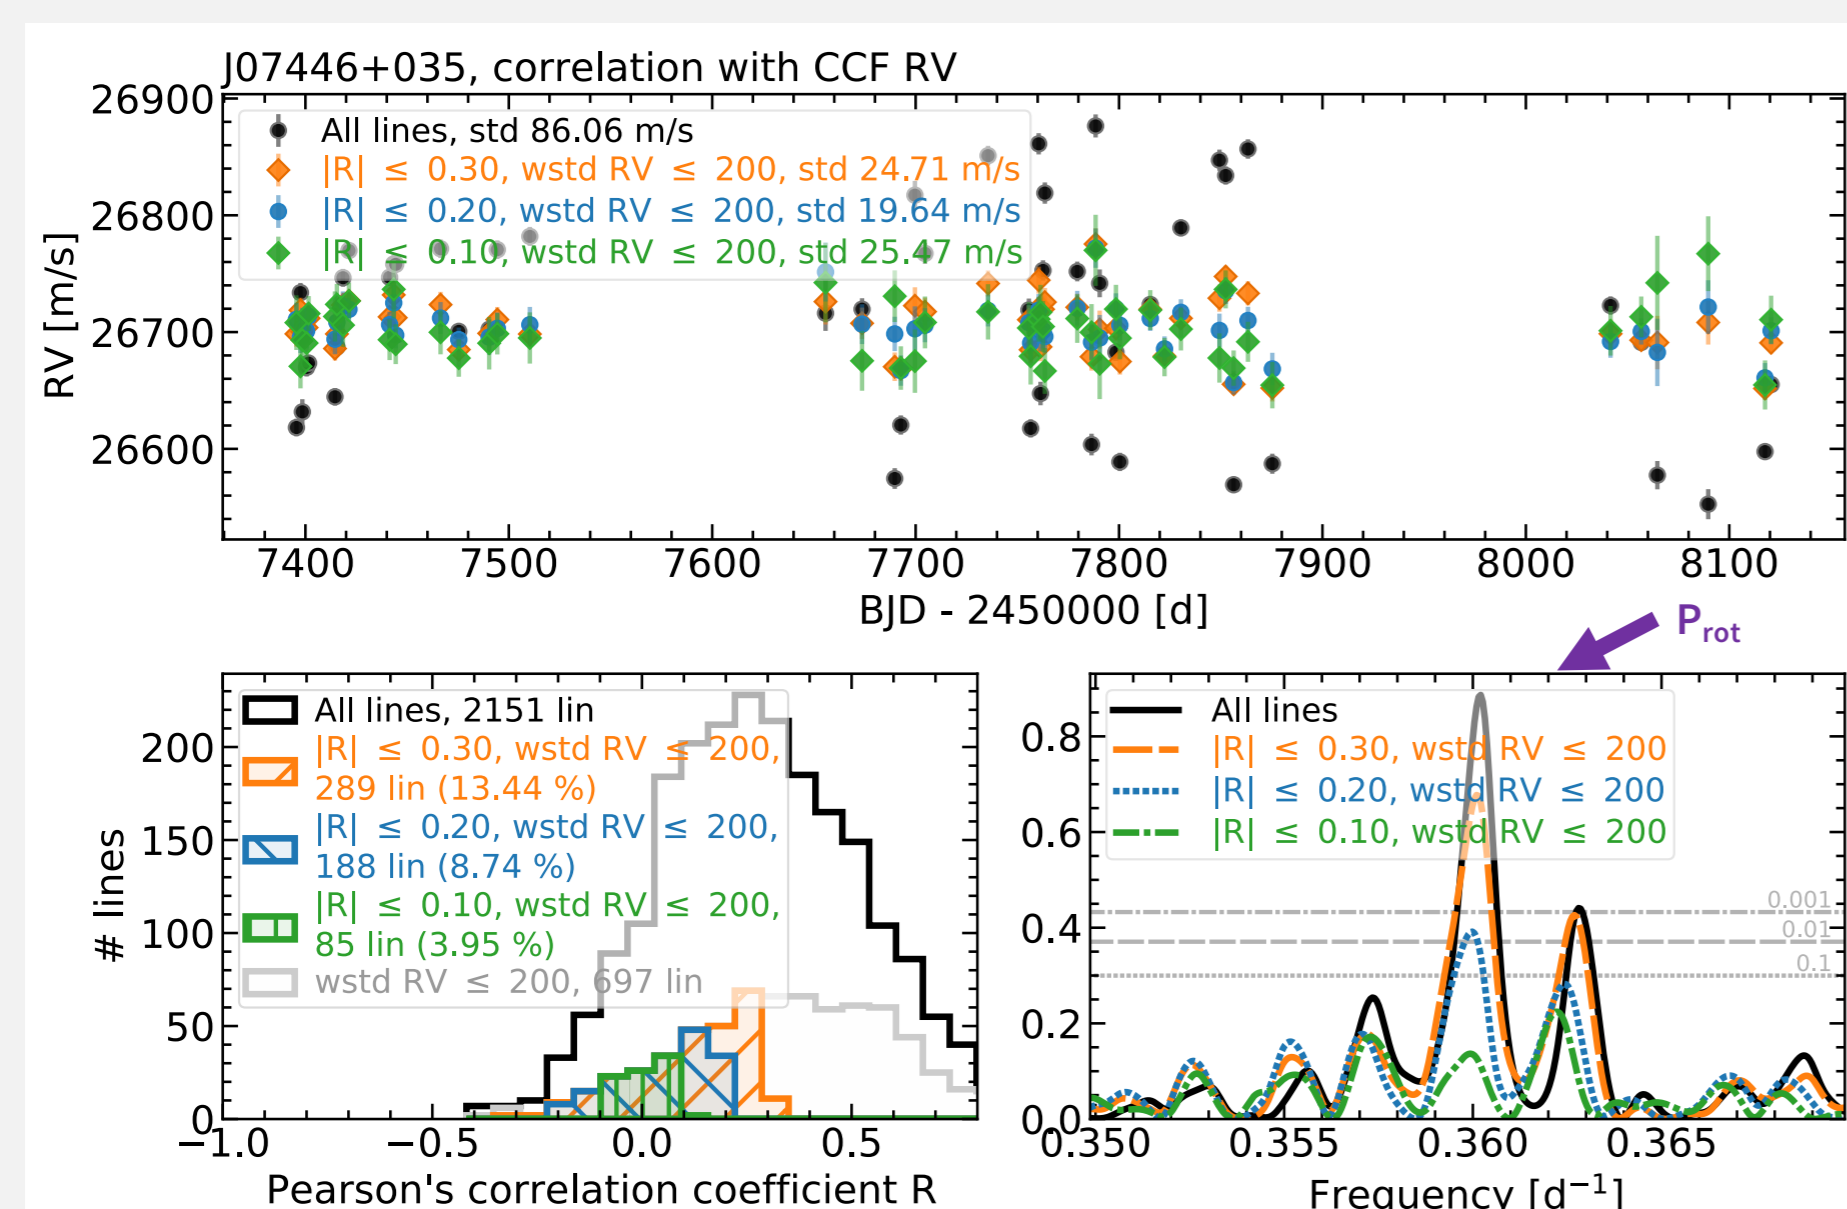 J07446+035, correlation with CCF RV
26900
26800
26700
26600
RV [m/s]
All lines, std 86.06 m/s
|R| ≤ 0.30, wstd RV ≤ 200, std 24.71 m/s
|R| ≤ 0.20, wstd RV ≤ 200, std 19.64 m/s
|R| ≤ 0.10, wstd RV ≤ 200, std 25.47 m/s
7400 7500 7600 7700 7800 7900 8000 8100
BJD - 2450000 [d]
P_rot
200
150
100
50
0
# lines
All lines, 2151 lin
|R| ≤ 0.30, wstd RV ≤ 200,
289 lin (13.44 %)
|R| ≤ 0.20, wstd RV ≤ 200,
188 lin (8.74 %)
|R| ≤ 0.10, wstd RV ≤ 200,
85 lin (3.95 %)
wstd RV ≤ 200, 697 lin
−1.0 −0.5 0.0 0.5
Pearson's correlation coefficient R
0.8
0.6
0.4
0.2
0.0
All lines
|R| ≤ 0.30, wstd RV ≤ 200
|R| ≤ 0.20, wstd RV ≤ 200
|R| ≤ 0.10, wstd RV ≤ 200
0.001
0.01
0.1
0.350 0.355 0.360 0.365
Frequency [d⁻¹]